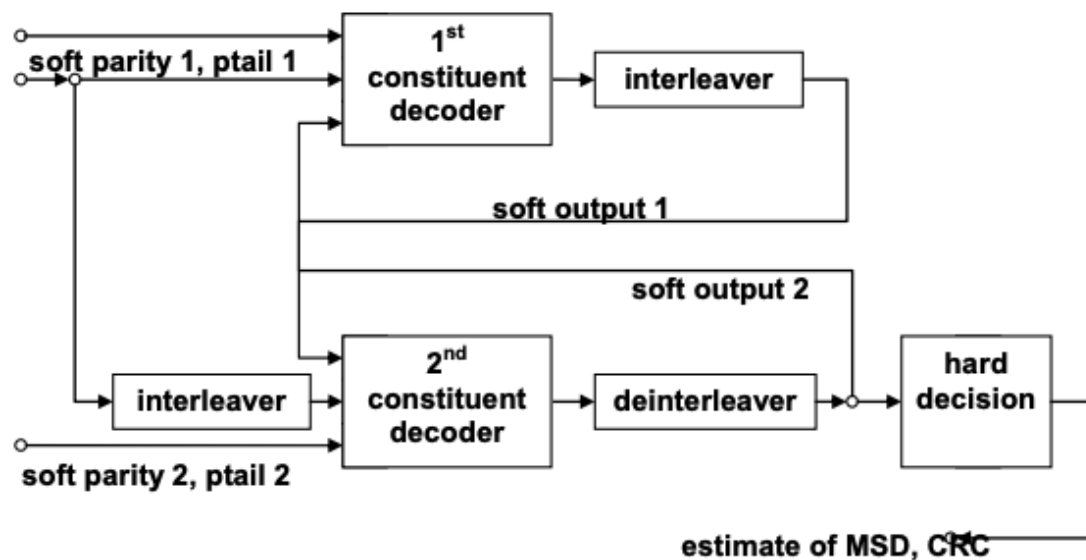 soft parity 1, ptail 1
1st
constituent
decoder
interleaver
soft output 1
soft output 2
interleaver
2nd
constituent
decoder
deinterleaver
hard
decision
soft parity 2, ptail 2
estimate of MSD, CRC